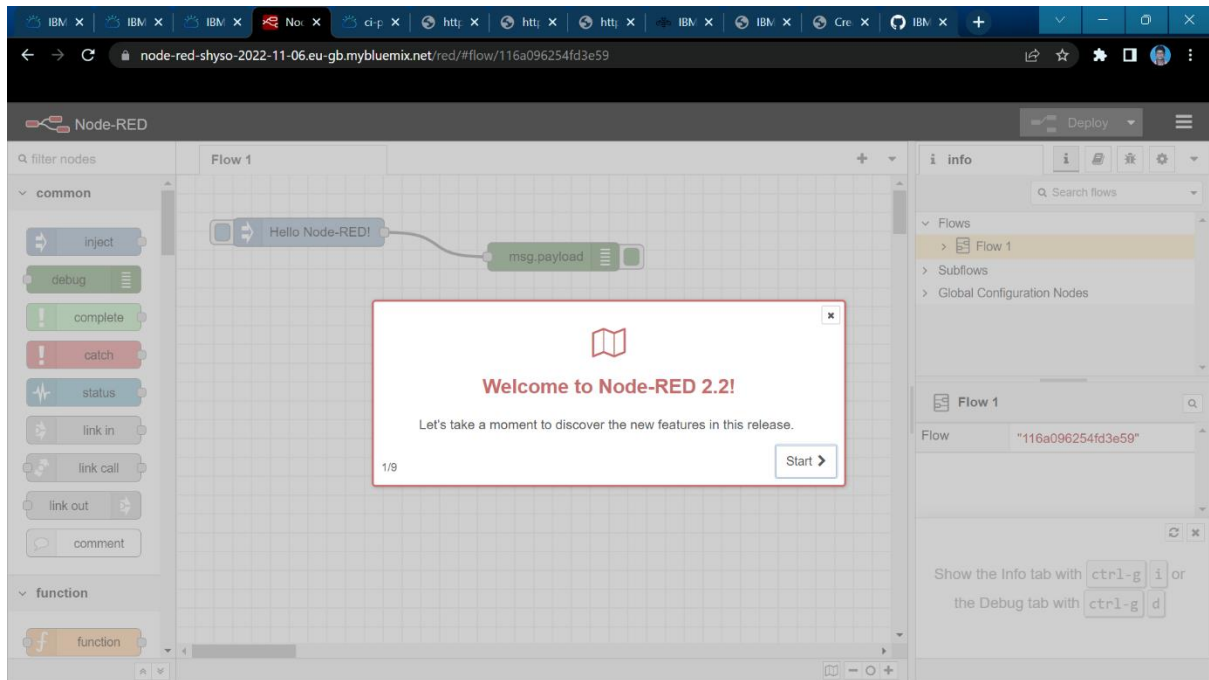 IBM
IBM
IBM
Noc
ci-p
http
http
http
IBM
IBM
Cre
IBM
node-red-shyso-2022-11-06.eu-gb.mybluemix.net/red/#flow/116a096254fd3e59
Node-RED
Deploy
filter nodes
Flow 1
i info
i
Search flows
common
inject
debug
complete
catch
status
link in
link call
link out
comment
function
function
Hello Node-RED!
msg.payload
Welcome to Node-RED 2.2!
Let's take a moment to discover the new features in this release.
1/9
Start
Flows
Flow 1
Subflows
Global Configuration Nodes
Flow 1
Flow "116a096254fd3e59"
Show the Info tab with ctrl-g i or
the Debug tab with ctrl-g d